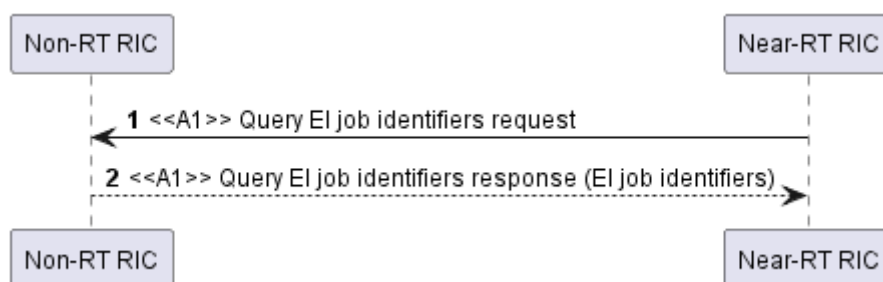 Non-RT RIC Near-RT RIC
1 <<A1>> Query EI job identifiers request
2 <<A1>> Query EI job identifiers response (EI job identifiers)
Non-RT RIC Near-RT RIC